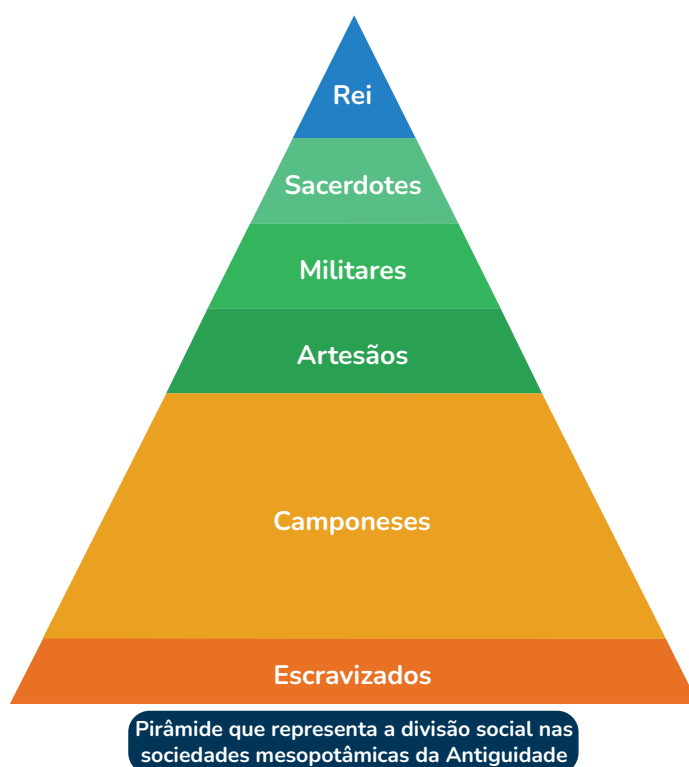 Rei
Sacerdotes
Militares
Artesãos
Camponeses
Escravizados
Pirâmide que representa a divisão social nas
sociedades mesopotâmicas da Antiguidade